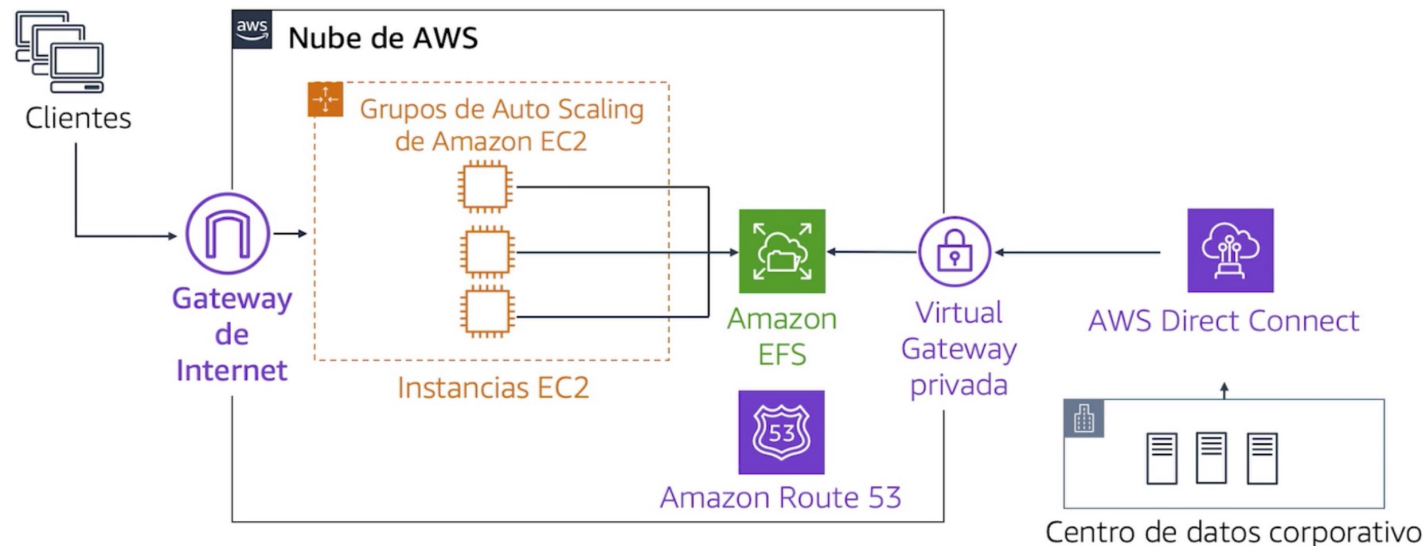 aws
Nube de AWS
Clientes
Grupos de Auto Scaling
de Amazon EC2
Gateway
de
Internet
Instancias EC2
Amazon
EFS
Virtual
Gateway
privada
AWS Direct Connect
53
Amazon Route 53
Centro de datos corporativo